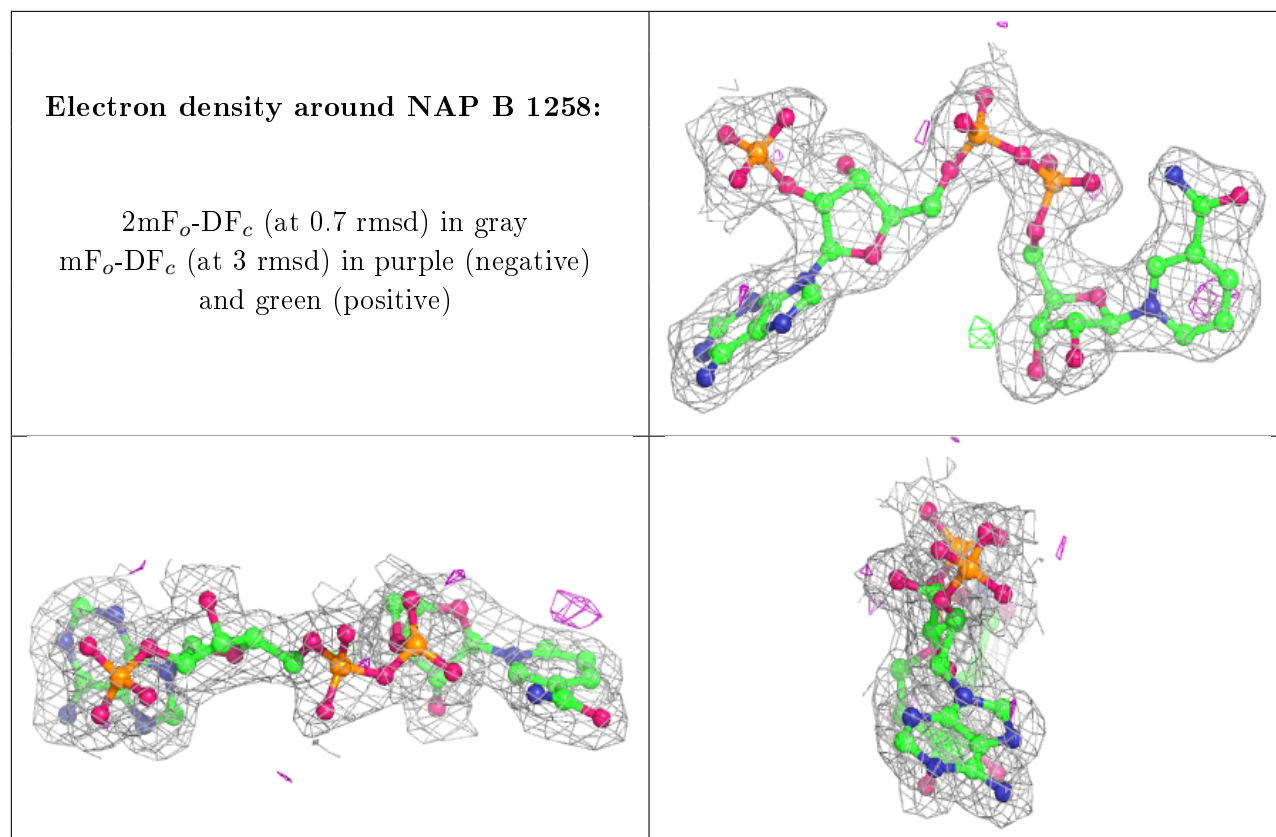 Electron density around NAP B 1258:
2mFₒ-DF𝒸 (at 0.7 rmsd) in gray
mFₒ-DF𝒸 (at 3 rmsd) in purple (negative)
and green (positive)